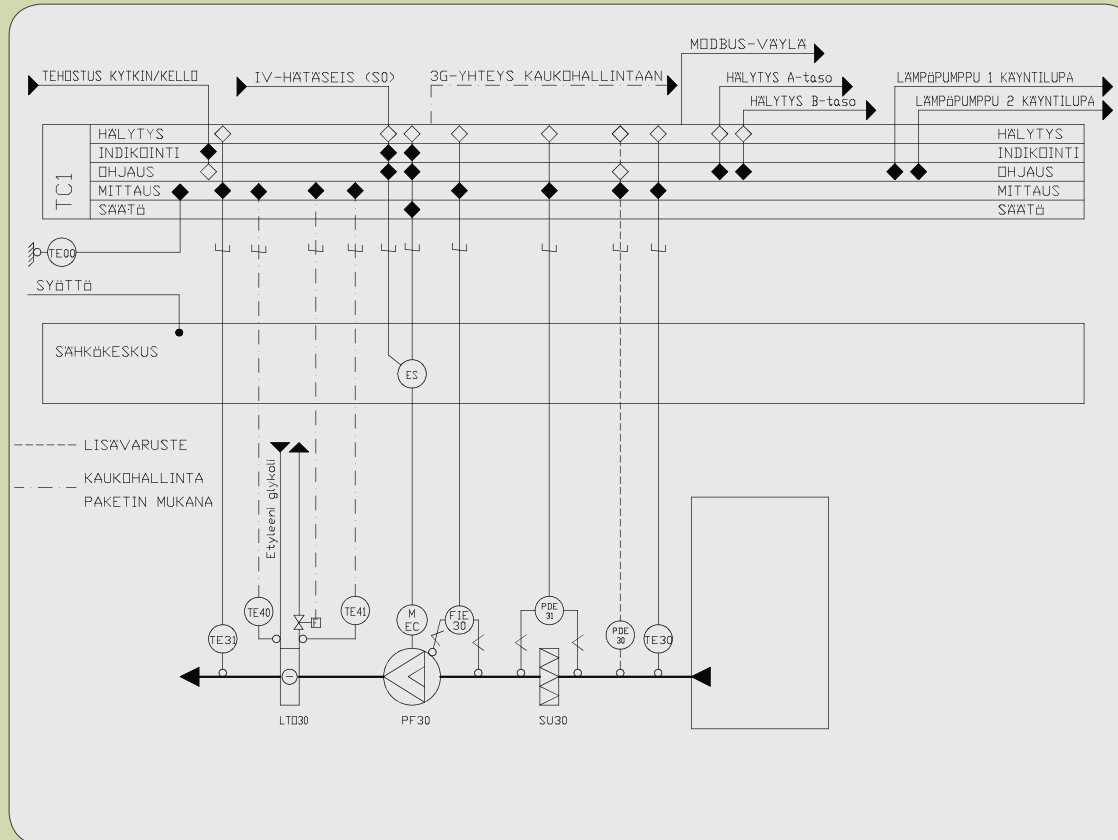 MODBUS-VÄYLÄ
TEHOSTUS KYTKIN/KELLO
IV-HÄTÄSEIS (S0)
3G-YHTEYS KAUKOHALLINTAAN
HÄLYTYS A-taso
LÄMPöPUMPPU 1 KÄYNTILUPA
HÄLYTYS B-taso
LÄMPöPUMPPU 2 KÄYNTILUPA
TC1
HÄLYTYS
INDIKOINTI
OHJAUS
MITTAUS
SÄÄTö
HÄLYTYS
INDIKOINTI
OHJAUS
MITTAUS
SÄÄTö
TE00
SYöTTö
SÄHKöKESKUS
ES
LISÄVARUSTE
KAUKOHALLINTA
PAKETIN MUKANA
Etyleeni glykoli
TE31
TE40
TE41
M
EC
FIE
30
PDE
31
PDE
30
TE30
LTO30
PF30
SU30